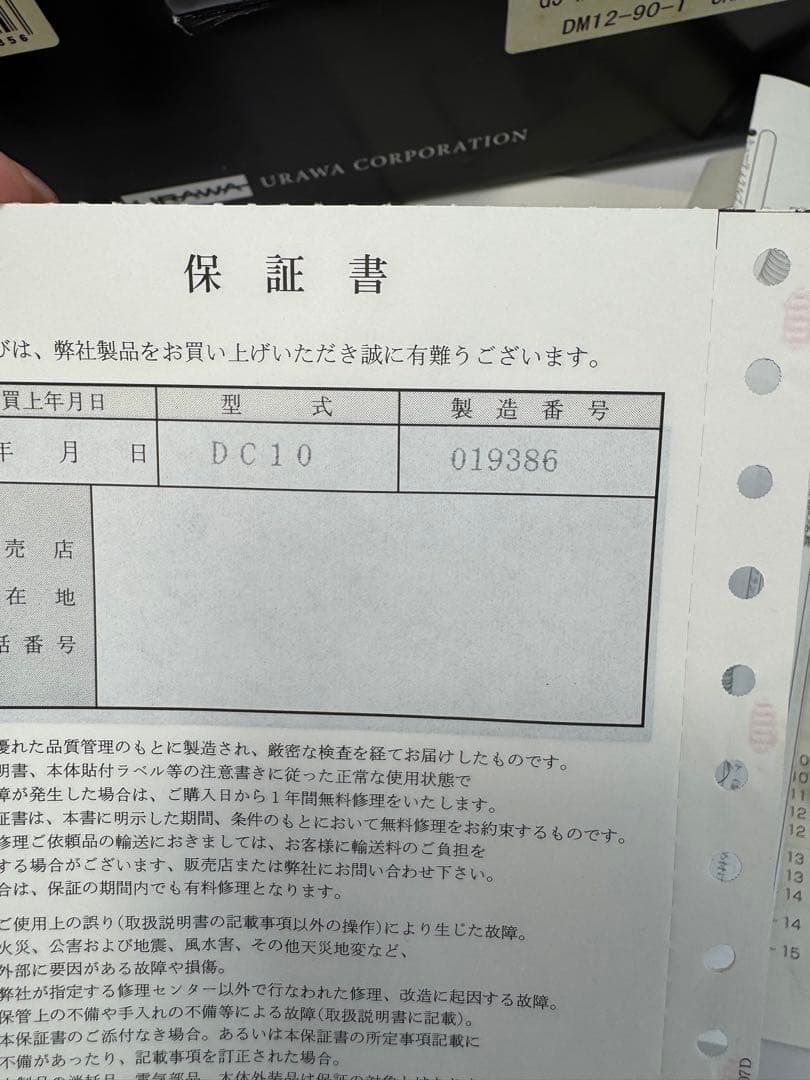 856
DM12-90-1
URAWA URAWA CORPORATION
保証書
は、弊社製品をお買い上げいただき誠に有難うございます。
買上年月日 型式 製造番号
年 月 日 DC10 019386
売店
在地
番号
優れた品質管理のもとに製造され、厳密な検査を経てお届けしたものです。
明書、本体貼付ラベル等の注意書きに従った正常な使用状態で
障が発生した場合は、ご購入日から1年間無料修理をいたします。
証書は、本書に明示した期間、条件のもとにおいて無料修理をお約束するものです。
修理ご依頼品の輸送におきましては、お客様に輸送料のご負担を
する場合がございます、販売店または弊社にお問い合わせ下さい。
合は、保証の期間内でも有料修理となります。
ご使用上の誤り(取扱説明書の記載事項以外の操作)により生じた故障。
火災、公害および地震、風水害、その他天災地変など、
外部に要因がある故障や損傷。
弊社が指定する修理センター以外で行なわれた修理、改造に起因する故障。
保管上の不備や手入れの不備等による故障(取扱説明書に記載)。
本保証書のご添付なき場合。あるいは本保証書の所定事項記載に
不備があったり、記載事項を訂正された場合。
10
11
12
12
13
13
14
14
15